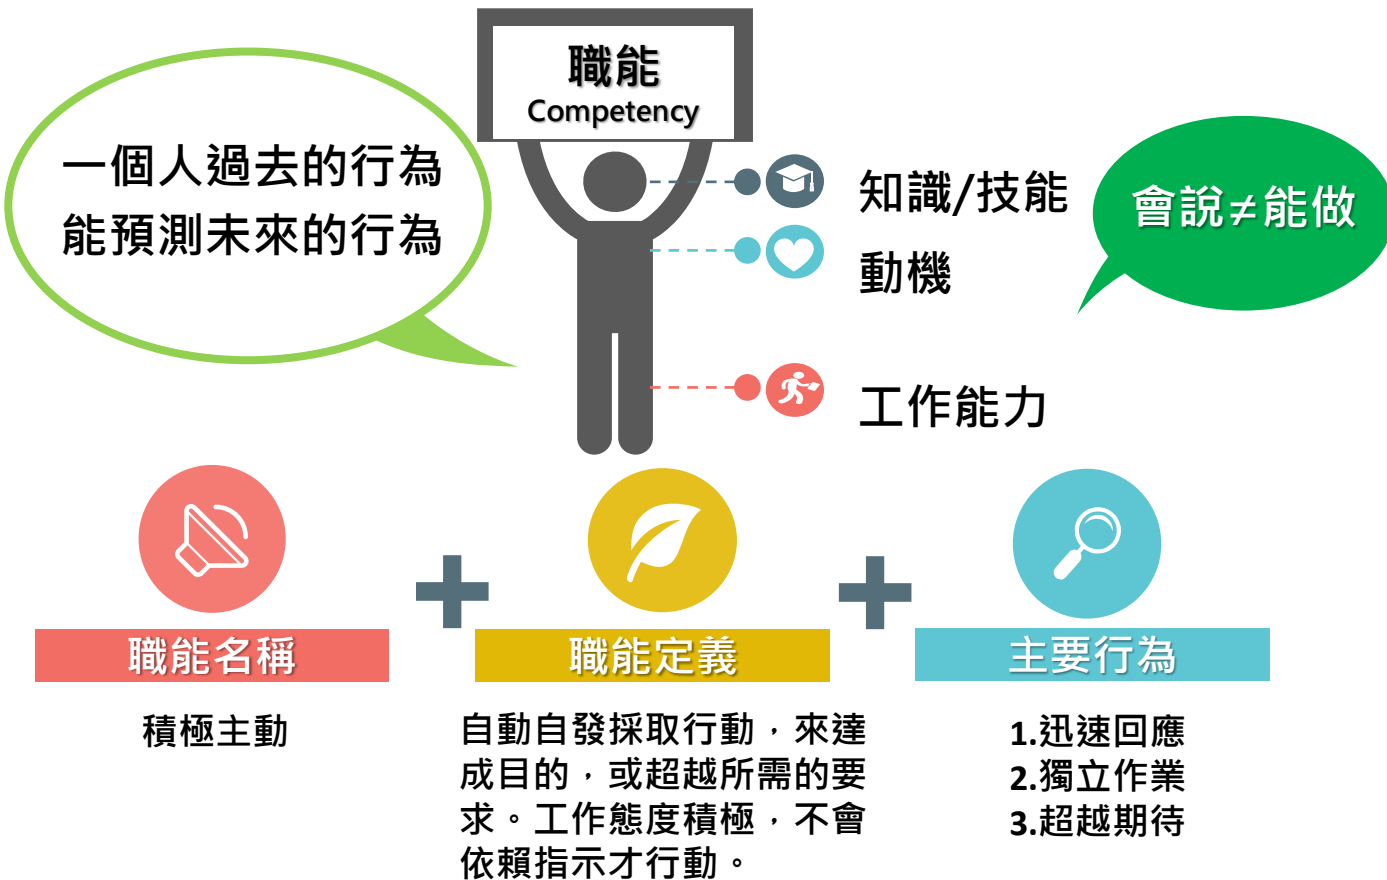 職能
Competency
一個人過去的行為
能預測未來的行為
知識/技能
動機
工作能力
會說≠能做
職能名稱
積極主動
職能定義
自動自發採取行動，來達
成目的，或超越所需的要
求。工作態度積極，不會
依賴指示才行動。
主要行為
1.迅速回應
2.獨立作業
3.超越期待